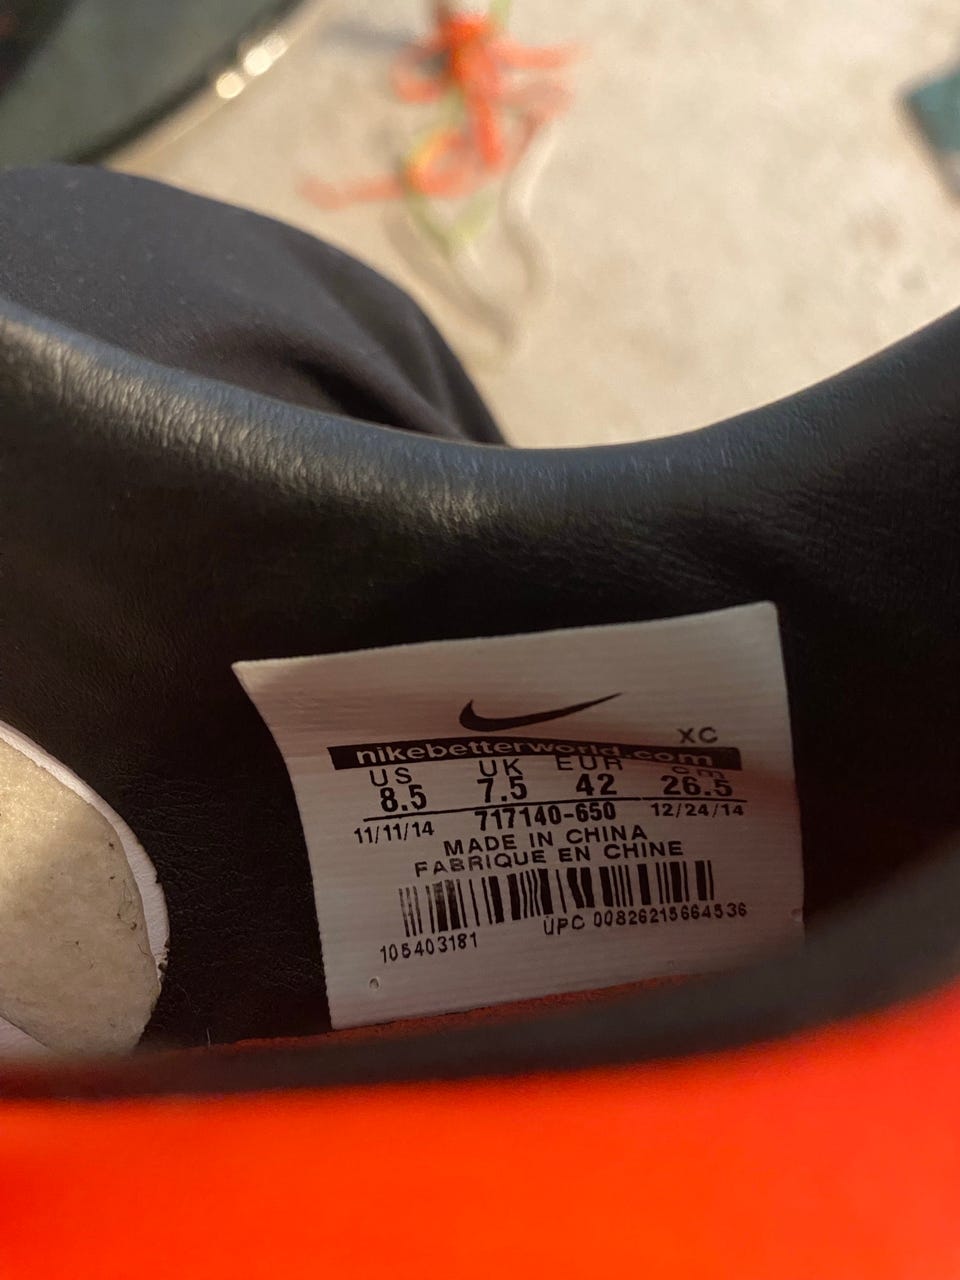 XC
nikebetterworld.com
US UK EUR cm
8.5 7.5 42 26.5
11/11/14 717140-650 12/24/14
MADE IN CHINA
FABRIQUE EN CHINE
105403181 UPC 00826215664536